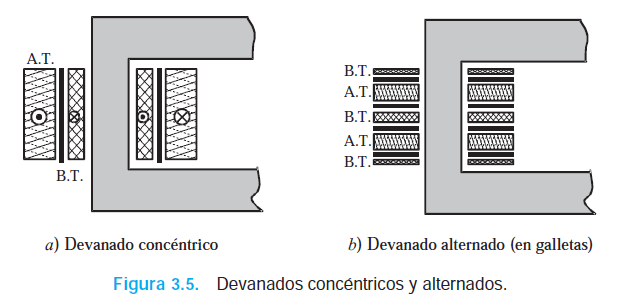 A.T.
B.T.
B.T.
A.T.
B.T.
A.T.
B.T.
a) Devanado concéntrico
b) Devanado alternado (en galletas)
Figura 3.5. Devanados concéntricos y alternados.